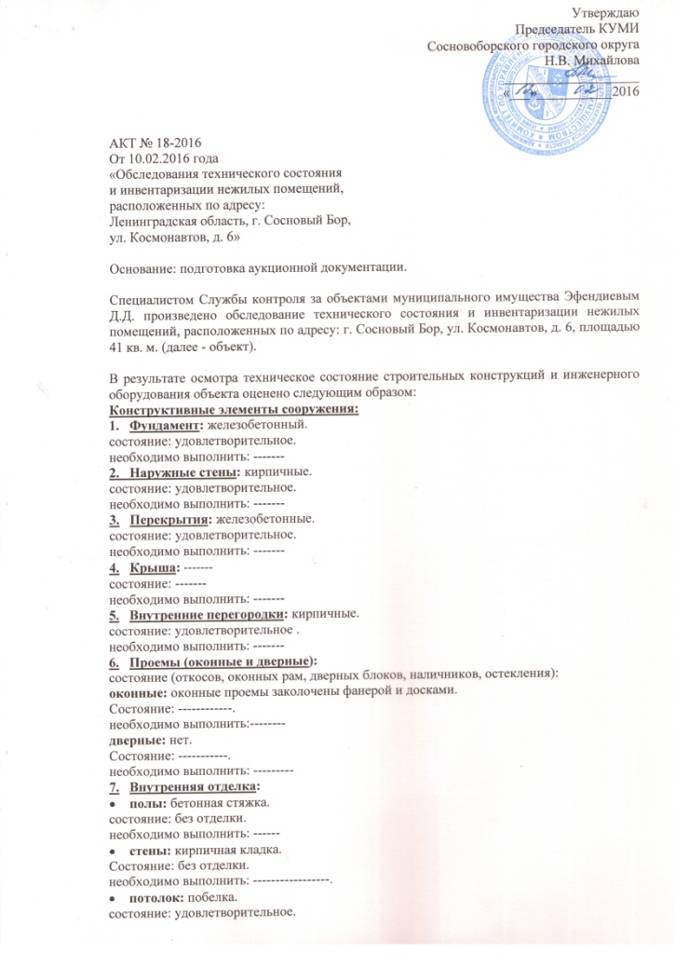 Утверждаю
Председатель КУМИ
Сосновоборского городского округа
Н.В. Михайлова
«12» 02 2016
АКТ № 18-2016
От 10.02.2016 года
«Обследования технического состояния
и инвентаризации нежилых помещений,
расположенных по адресу:
Ленинградская область, г. Сосновый Бор,
ул. Космонавтов, д. 6»
Основание: подготовка аукционной документации.
Специалистом Службы контроля за объектами муниципального имущества Эфендиевым
Д.Д. произведено обследование технического состояния и инвентаризации нежилых
помещений, расположенных по адресу: г. Сосновый Бор, ул. Космонавтов, д. 6, площадью
41 кв. м. (далее - объект).
В результате осмотра техническое состояние строительных конструкций и инженерного
оборудования объекта оценено следующим образом:
Конструктивные элементы сооружения:
1. Фундамент: железобетонный.
состояние: удовлетворительное.
необходимо выполнить: -------
2. Наружные стены: кирпичные.
состояние: удовлетворительное.
необходимо выполнить: -------
3. Перекрытия: железобетонные.
состояние: удовлетворительное.
необходимо выполнить: -------
4. Крыша: -------
состояние: -------
необходимо выполнить: -------
5. Внутренние перегородки: кирпичные.
состояние: удовлетворительное .
необходимо выполнить: -------
6. Проемы (оконные и дверные):
состояние (откосов, оконных рам, дверных блоков, наличников, остекления):
оконные: оконные проемы заколочены фанерой и досками.
Состояние: ------------.
необходимо выполнить:--------
дверные: нет.
Состояние: -----------.
необходимо выполнить: ---------
7. Внутренняя отделка:
• полы: бетонная стяжка.
состояние: без отделки.
необходимо выполнить: ------
• стены: кирпичная кладка.
Состояние: без отделки.
необходимо выполнить: -----------------.
• потолок: побелка.
состояние: удовлетворительное.